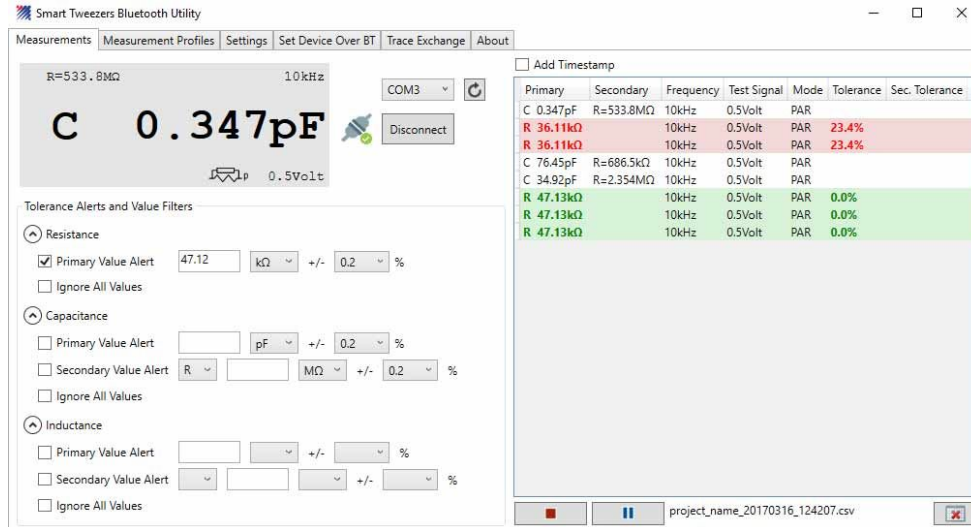 Smart Tweezers Bluetooth Utility
Measurements Measurement Profiles Settings Set Device Over BT Trace Exchange About
R=533.8MΩ 10kHz
C 0.347pF
0.5Volt
COM3
Disconnect
Tolerance Alerts and Value Filters
Resistance
Primary Value Alert 47.12 kΩ +/- 0.2 %
Ignore All Values
Capacitance
Primary Value Alert pF +/- 0.2 %
Secondary Value Alert R MΩ +/- 0.2 %
Ignore All Values
Inductance
Primary Value Alert +/- %
Secondary Value Alert +/- %
Ignore All Values
Add Timestamp
Primary Secondary Frequency Test Signal Mode Tolerance Sec. Tolerance
C 0.347pF R=533.8MΩ 10kHz 0.5Volt PAR
R 36.11kΩ 10kHz 0.5Volt PAR 23.4%
R 36.11kΩ 10kHz 0.5Volt PAR 23.4%
C 76.45pF R=686.5kΩ 10kHz 0.5Volt PAR
C 34.92pF R=2.354MΩ 10kHz 0.5Volt PAR
R 47.13kΩ 10kHz 0.5Volt PAR 0.0%
R 47.13kΩ 10kHz 0.5Volt PAR 0.0%
R 47.13kΩ 10kHz 0.5Volt PAR 0.0%
project_name_20170316_124207.csv